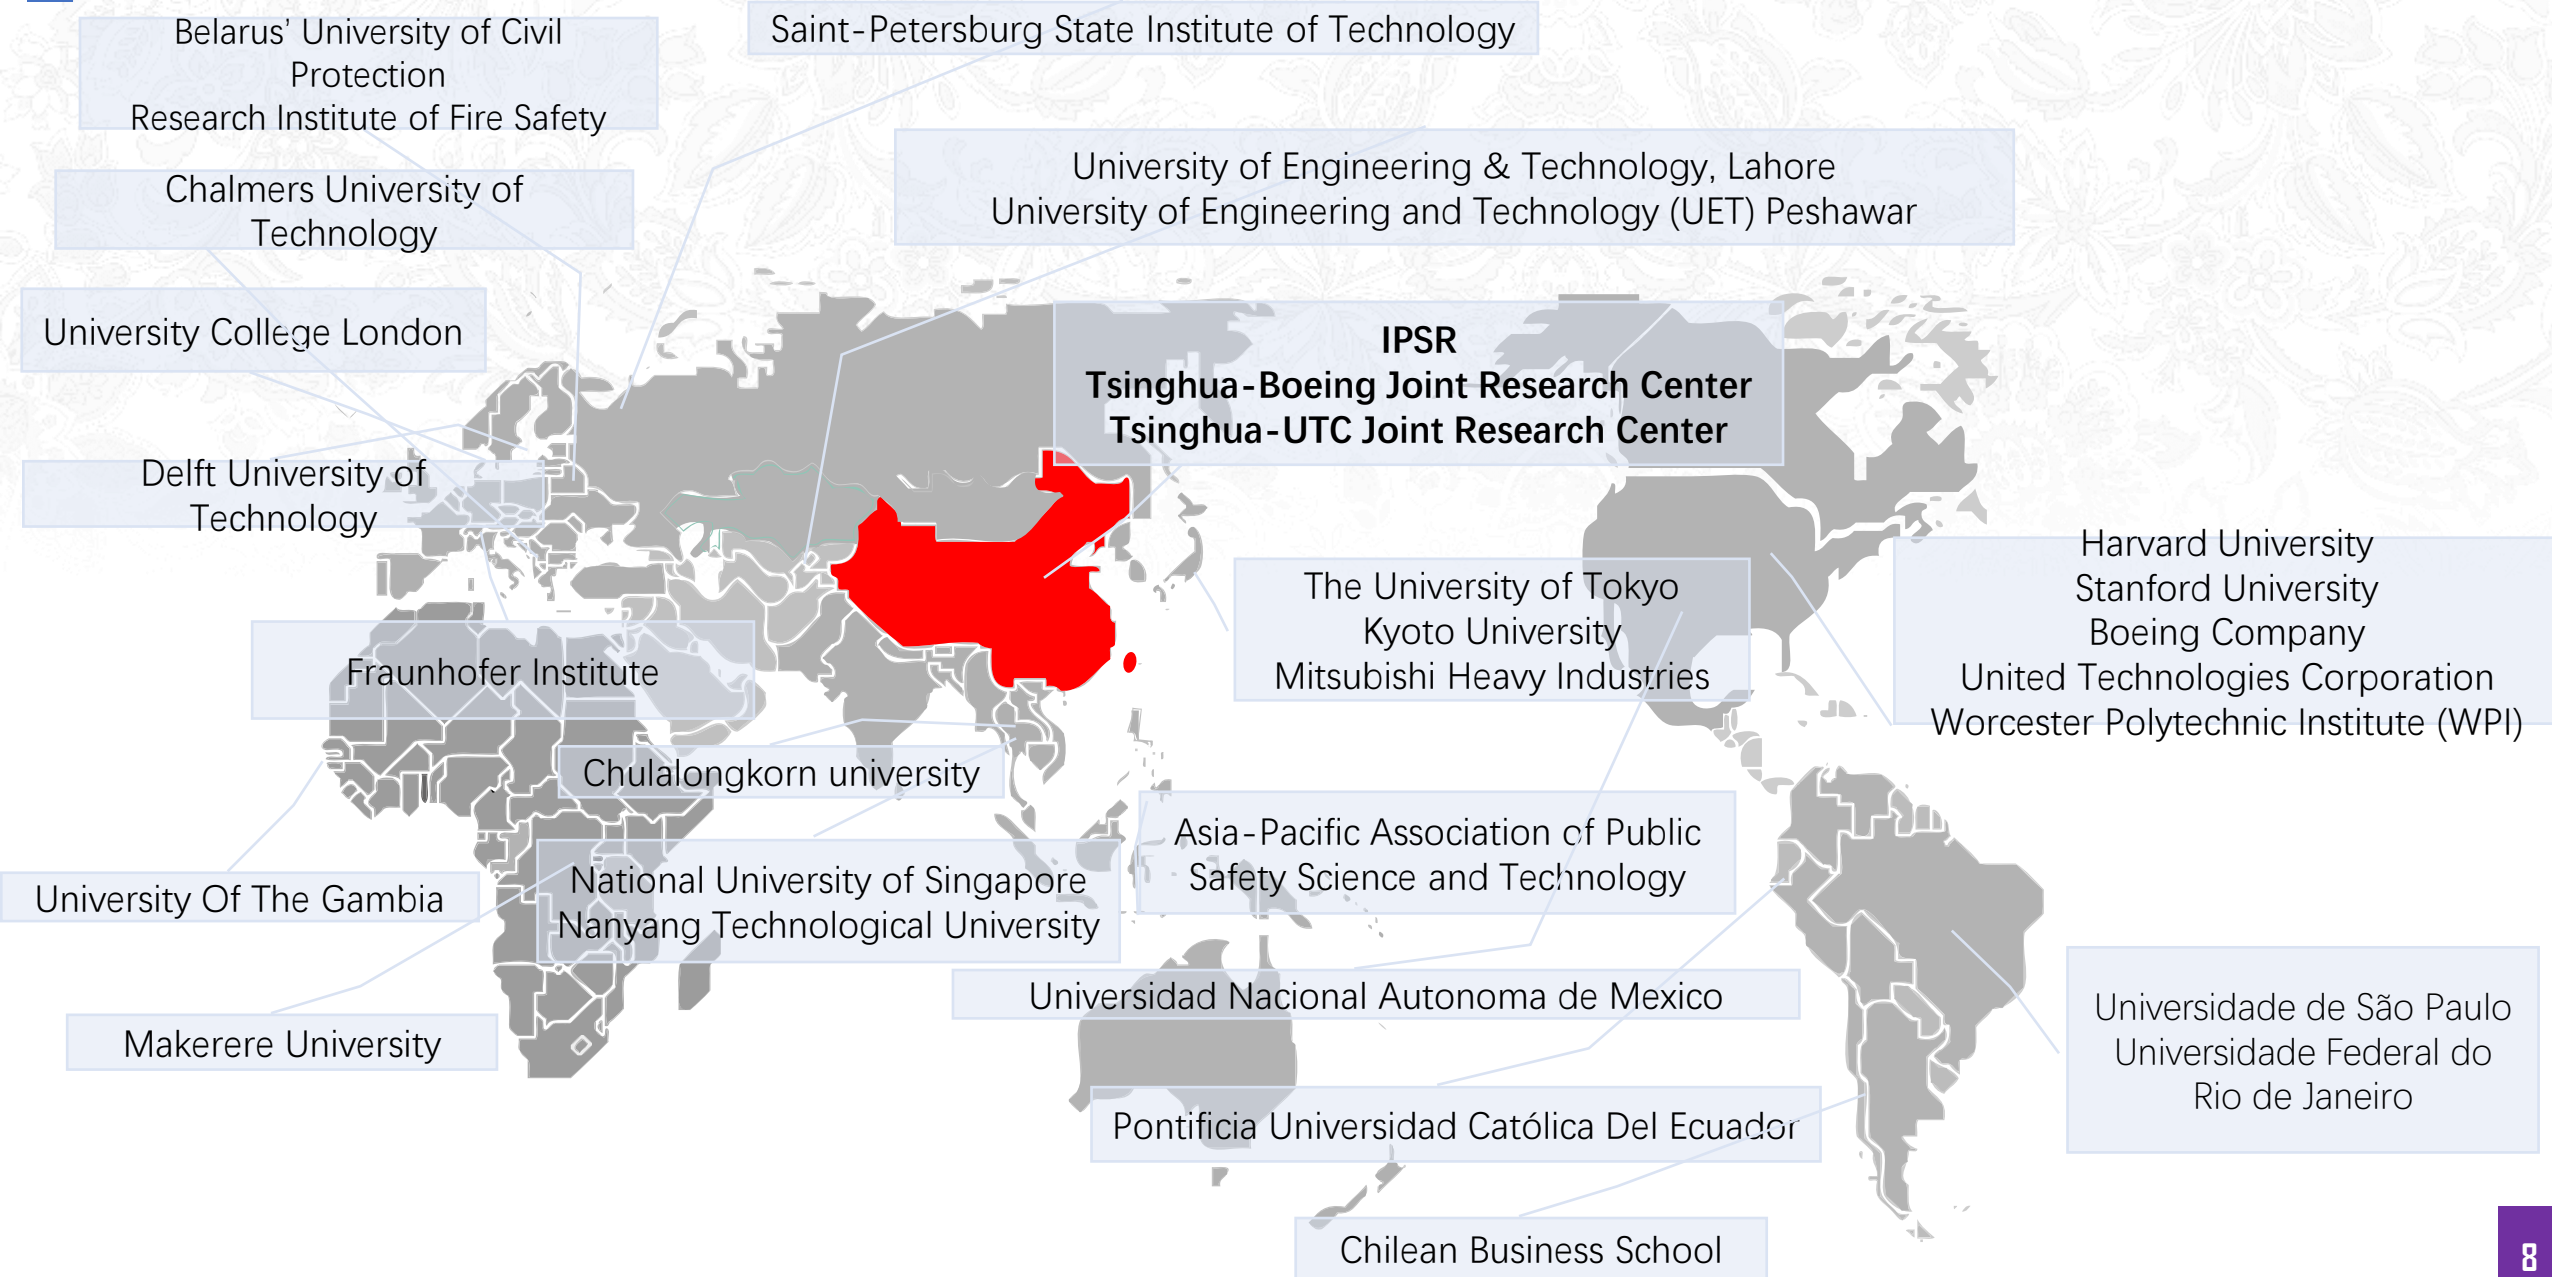 Belarus’ University of Civil
Protection
Research Institute of Fire Safety
Saint-Petersburg State Institute of Technology
University of Engineering & Technology, Lahore
University of Engineering and Technology (UET) Peshawar
Chalmers University of
Technology
University College London
IPSR
Tsinghua-Boeing Joint Research Center
Tsinghua-UTC Joint Research Center
Delft University of
Technology
The University of Tokyo
Kyoto University
Mitsubishi Heavy Industries
Harvard University
Stanford University
Boeing Company
United Technologies Corporation
Worcester Polytechnic Institute (WPI)
Fraunhofer Institute
Chulalongkorn university
Asia-Pacific Association of Public
Safety Science and Technology
University Of The Gambia
National University of Singapore
Nanyang Technological University
Universidad Nacional Autonoma de Mexico
Makerere University
Universidade de São Paulo
Universidade Federal do
Rio de Janeiro
Pontificia Universidad Católica Del Ecuador
Chilean Business School
8